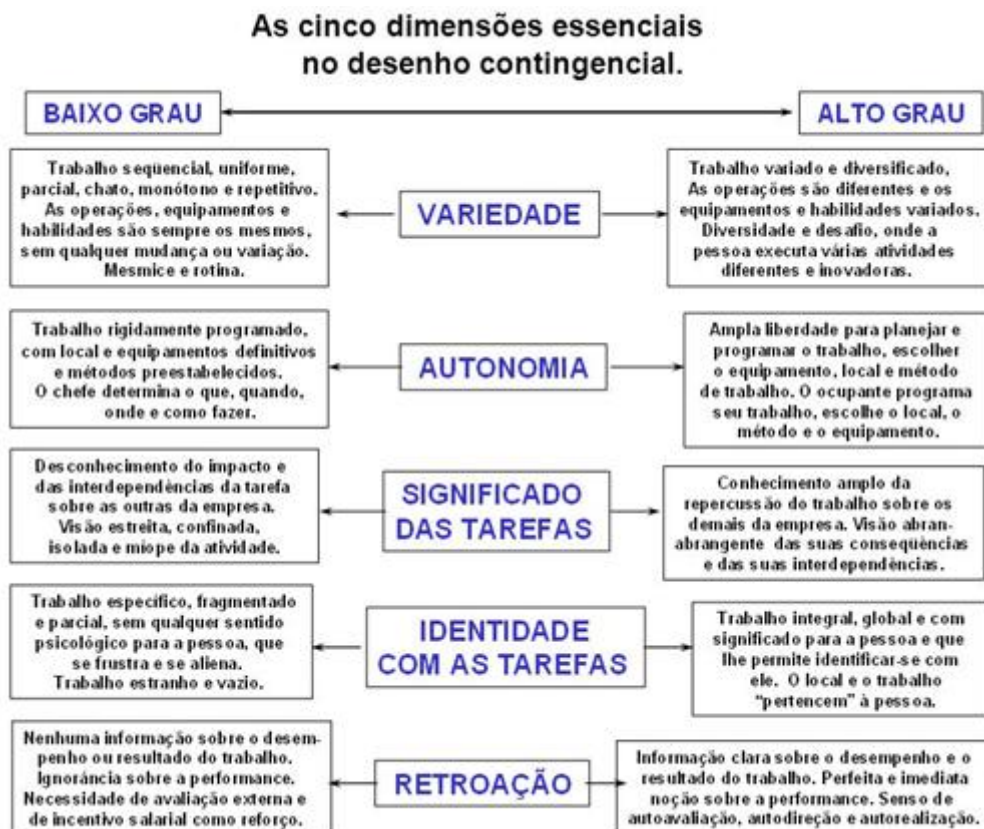 As cinco dimensões essenciais
no desenho contingencial.
BAIXO GRAU
ALTO GRAU
Trabalho seqüencial, uniforme,
parcial, chato, monótono e repetitivo.
As operações, equipamentos e
habilidades são sempre os mesmos,
sem qualquer mudança ou variação.
Mesmice e rotina.
VARIEDADE
Trabalho variado e diversificado,
As operações são diferentes e os
equipamentos e habilidades variados.
Diversidade e desafio, onde a
pessoa executa várias atividades
diferentes e inovadoras.
Trabalho rigidamente programado,
com local e equipamentos definitivos
e métodos preestabelecidos.
O chefe determina o que, quando,
onde e como fazer.
AUTONOMIA
Ampla liberdade para planejar e
programar o trabalho, escolher
o equipamento, local e método
de trabalho. O ocupante programa
seu trabalho, escolhe o local, o
método e o equipamento.
Desconhecimento do impacto e
das interdependências da tarefa
sobre as outras da empresa.
Visão estreita, confinada,
isolada e míope da atividade.
SIGNIFICADO
DAS TAREFAS
Conhecimento amplo da
repercussão do trabalho sobre os
demais da empresa. Visão abran-
abrangente das suas conseqüências
e das suas interdependências.
Trabalho específico, fragmentado
e parcial, sem qualquer sentido
psicológico para a pessoa, que
se frustra e se aliena.
Trabalho estranho e vazio.
IDENTIDADE
COM AS TAREFAS
Trabalho integral, global e com
significado para a pessoa e que
lhe permite identificar-se com
ele. O local e o trabalho
“pertencem” à pessoa.
Nenhuma informação sobre o desem-
penho ou resultado do trabalho.
Ignorância sobre a performance.
Necessidade de avaliação externa e
de incentivo salarial como reforço.
RETROAÇÃO
Informação clara sobre o desempenho e o
resultado do trabalho. Perfeita e imediata
noção sobre a performance. Senso de
autoavaliação, autodireção e autorealização.